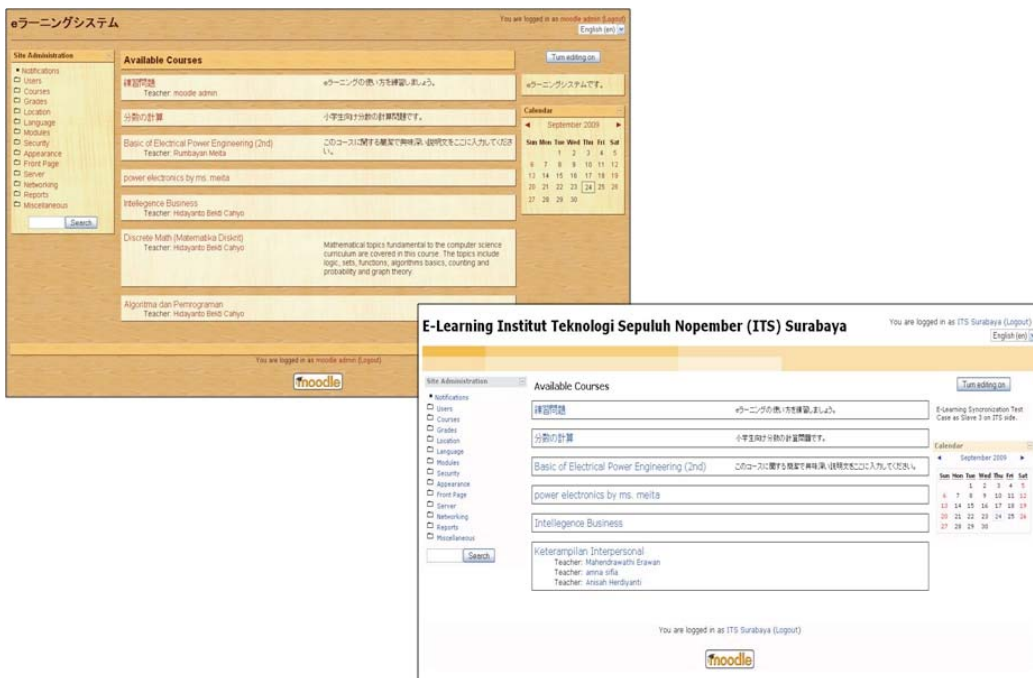 eラーニングシステム
You are logged in as moodle admin (Logout)
English (en)
Site Administration
Notifications
Users
Courses
Grades
Location
Language
Modules
Security
Appearance
Front Page
Server
Networking
Reports
Miscellaneous
Search
Available Courses
練習問題
Teacher: moodle admin
eラーニングの使い方を練習しましょう。
分数の計算
小学生向け分数の計算問題です。
Basic of Electrical Power Engineering (2nd)
Teacher: Rumbayan Meita
このコースに関する簡潔で興味深い説明文をここに入力してくださ
い。
power electronics by ms. meita
Intellegence Business
Teacher: Hidayanto Bekti Cahyo
Discrete Math (Matematika Diskrit)
Teacher: Hidayanto Bekti Cahyo
Mathematical topics fundamental to the computer science
curriculum are covered in this course. The topics include
logic, sets, functions, algorithms basics, counting and
probability and graph theory.
Algoritma dan Pemrograman
Teacher: Hidayanto Bekti Cahyo
Turn editing on
eラーニングシステムです。
Calendar
September 2009
Sun Mon Tue Wed Thu Fri Sat
1 2 3 4 5
6 7 8 9 10 11 12
13 14 15 16 17 18 19
20 21 22 23 24 25 26
27 28 29 30
You are logged in as moodle admin (Logout)
moodle
E-Learning Institut Teknologi Sepuluh Nopember (ITS) Surabaya
You are logged in as ITS Surabaya (Logout)
English (en)
Site Administration
Notifications
Users
Courses
Grades
Location
Language
Modules
Security
Appearance
Front Page
Server
Networking
Reports
Miscellaneous
Search
Available Courses
練習問題
eラーニングの使い方を練習しましょう。
分数の計算
小学生向け分数の計算問題です。
Basic of Electrical Power Engineering (2nd)
このコースに関する簡潔で興味深い説明文をここに入力してください。
power electronics by ms. meita
Intellegence Business
Keterampilan Interpersonal
Teacher: Mahendrawathi Erawan
Teacher: amna sifia
Teacher: Anisah Herdiyanti
Turn editing on
E-Learning Syncronization Test
Case as Slave 3 on ITS side.
Calendar
September 2009
Sun Mon Tue Wed Thu Fri Sat
1 2 3 4 5
6 7 8 9 10 11 12
13 14 15 16 17 18 19
20 21 22 23 24 25 26
27 28 29 30
You are logged in as ITS Surabaya (Logout)
moodle